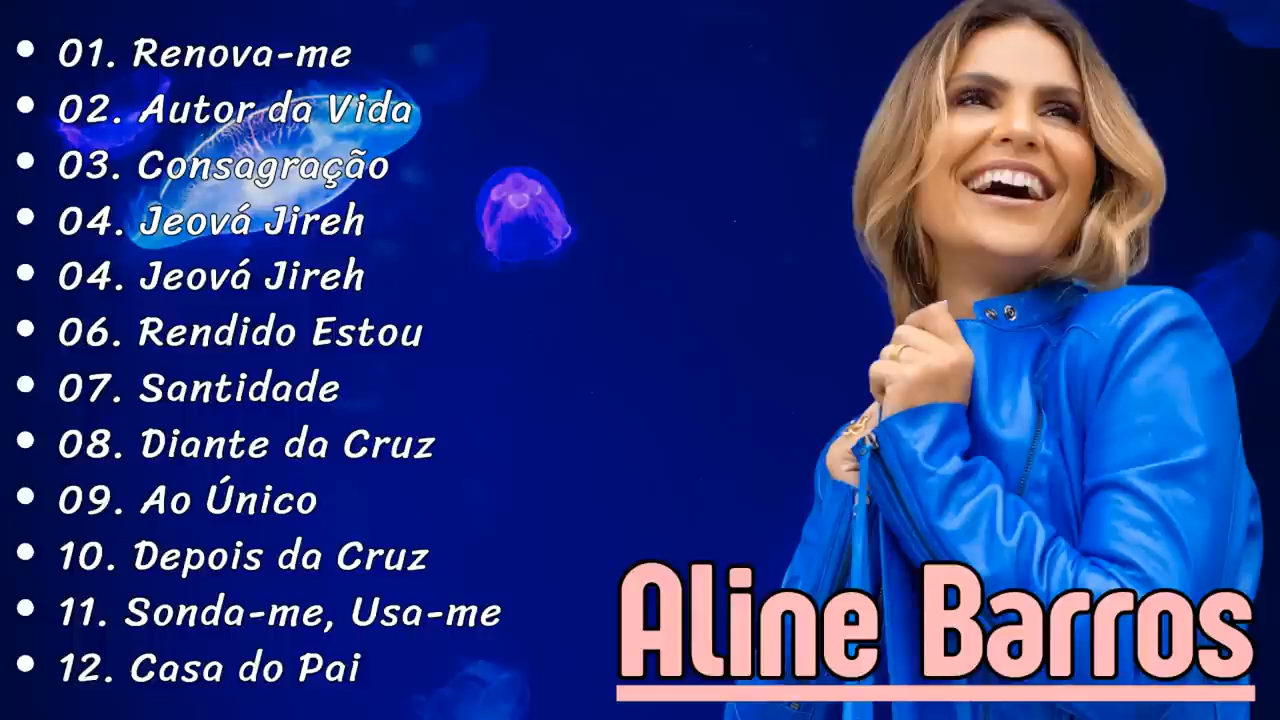 • 01. Renova-me
• 02. Autor da Vida
• 03. Consagração
• 04. Jeová Jireh
• 04. Jeová Jireh
• 06. Rendido Estou
• 07. Santidade
• 08. Diante da Cruz
• 09. Ao Único
• 10. Depois da Cruz
• 11. Sonda-me, Usa-me
• 12. Casa do Pai
Aline Barros